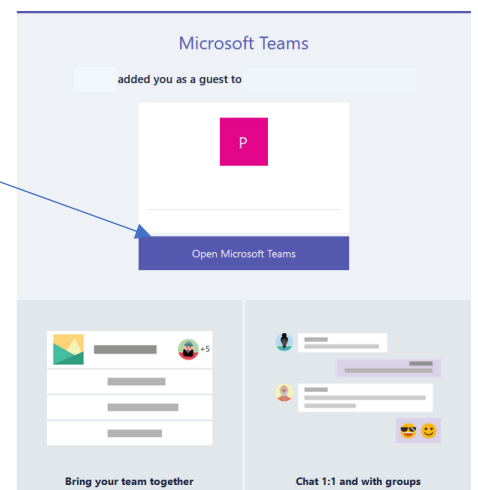 Microsoft Teams
added you as a guest to
P
Open Microsoft Teams
+5
Bring your team together
Chat 1:1 and with groups